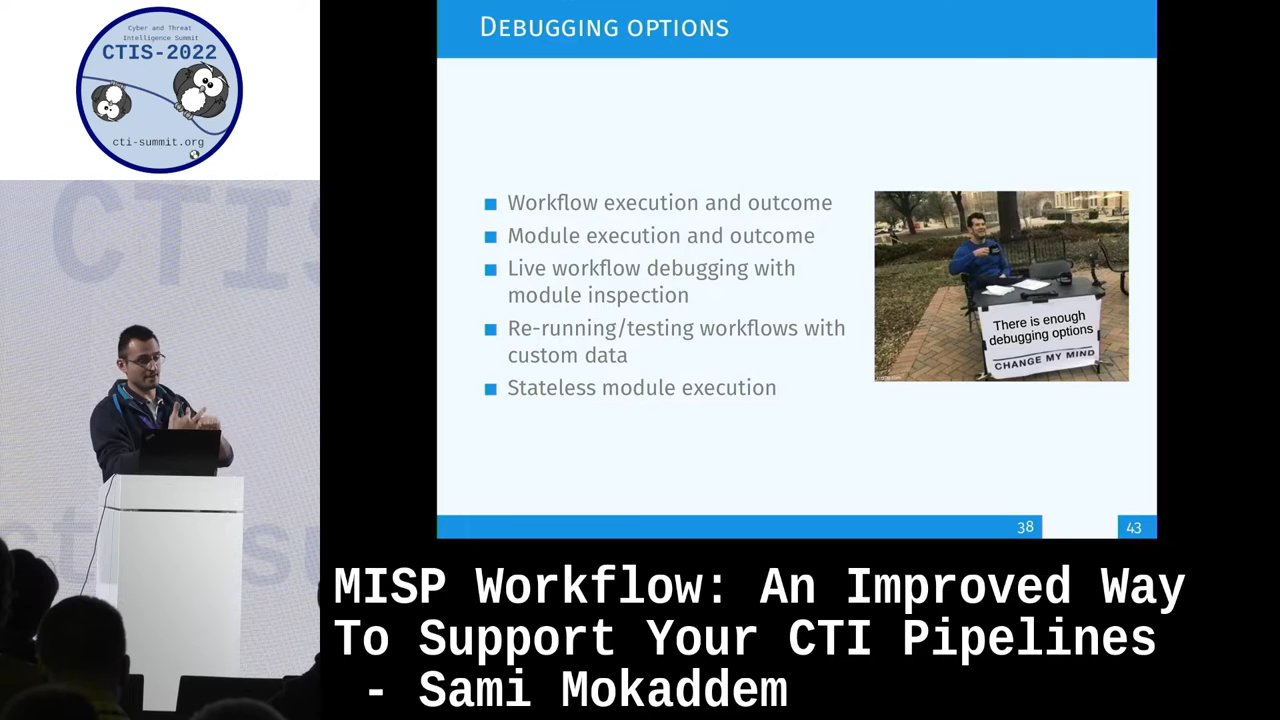 Cyber and Threat
Intelligence Summit
CTIS-2022
cti-summit.org
CTIS
Debugging options
Workflow execution and outcome
Module execution and outcome
Live workflow debugging with
module inspection
Re-running/testing workflows with
custom data
Stateless module execution
There is enough
debugging options
CHANGE MY MIND
38
43
MISP Workflow: An Improved Way
To Support Your CTI Pipelines
- Sami Mokaddem